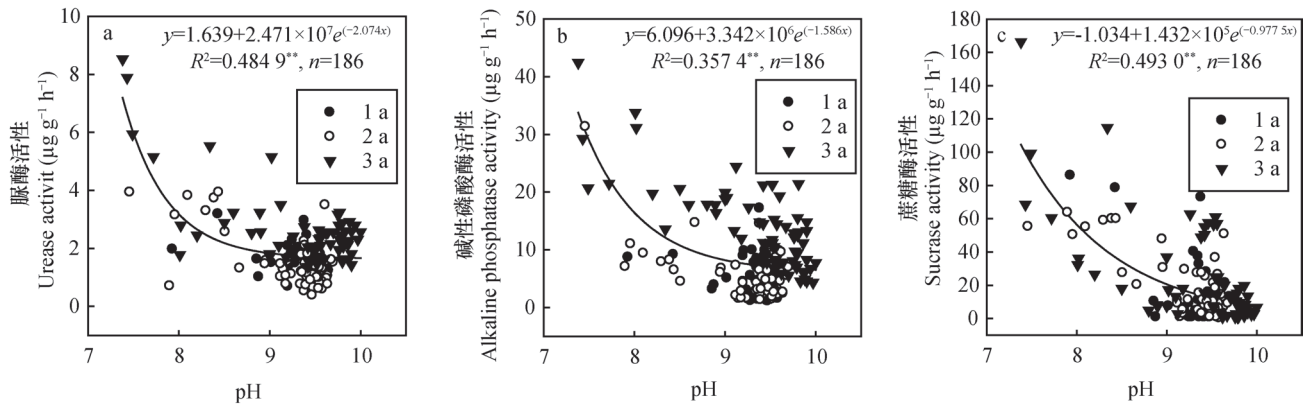 a
y=1.639+2.471×10⁷e⁽⁻²·⁰⁷⁴ˣ⁾
R²=0.484 9**, n=186
1 a
2 a
3 a
脲酶活性
Urease activit (μg g⁻¹ h⁻¹)
10
8
6
4
2
0
7 8 9 10
pH
b
y=6.096+3.342×10⁶e⁽⁻¹·⁵⁸⁶ˣ⁾
R²=0.357 4**, n=186
1 a
2 a
3 a
碱性磷酸酶活性
Alkaline phosphatase activity (μg g⁻¹ h⁻¹)
50
40
30
20
10
0
7 8 9 10
pH
c
y=-1.034+1.432×10⁵e⁽⁻⁰·⁹⁷⁷ ⁵ˣ⁾
R²=0.493 0**, n=186
1 a
2 a
3 a
蔗糖酶活性
Sucrase activity (μg g⁻¹ h⁻¹)
180
160
140
120
100
80
60
40
20
0
7 8 9 10
pH